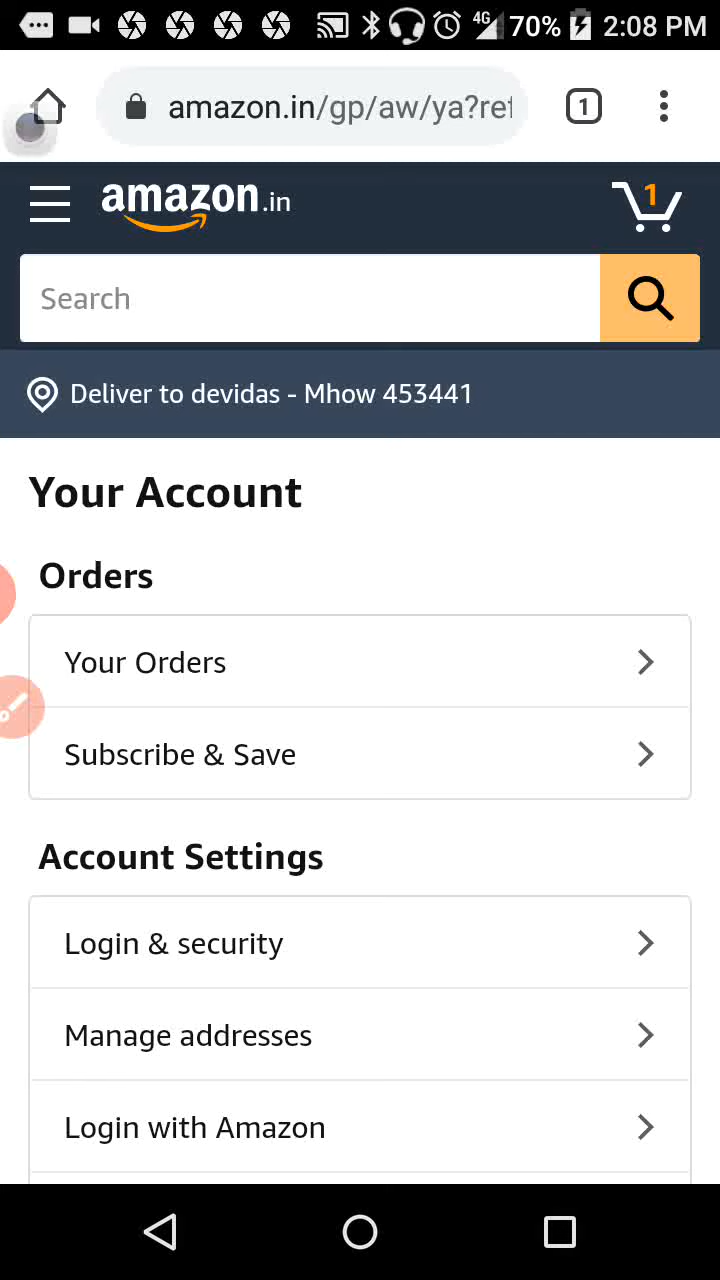 4G 70% 2:08 PM
amazon.in/gp/aw/ya?ref 1
amazon.in 1
Search
Deliver to devidas - Mhow 453441
Your Account
Orders
Your Orders
Subscribe & Save
Account Settings
Login & security
Manage addresses
Login with Amazon